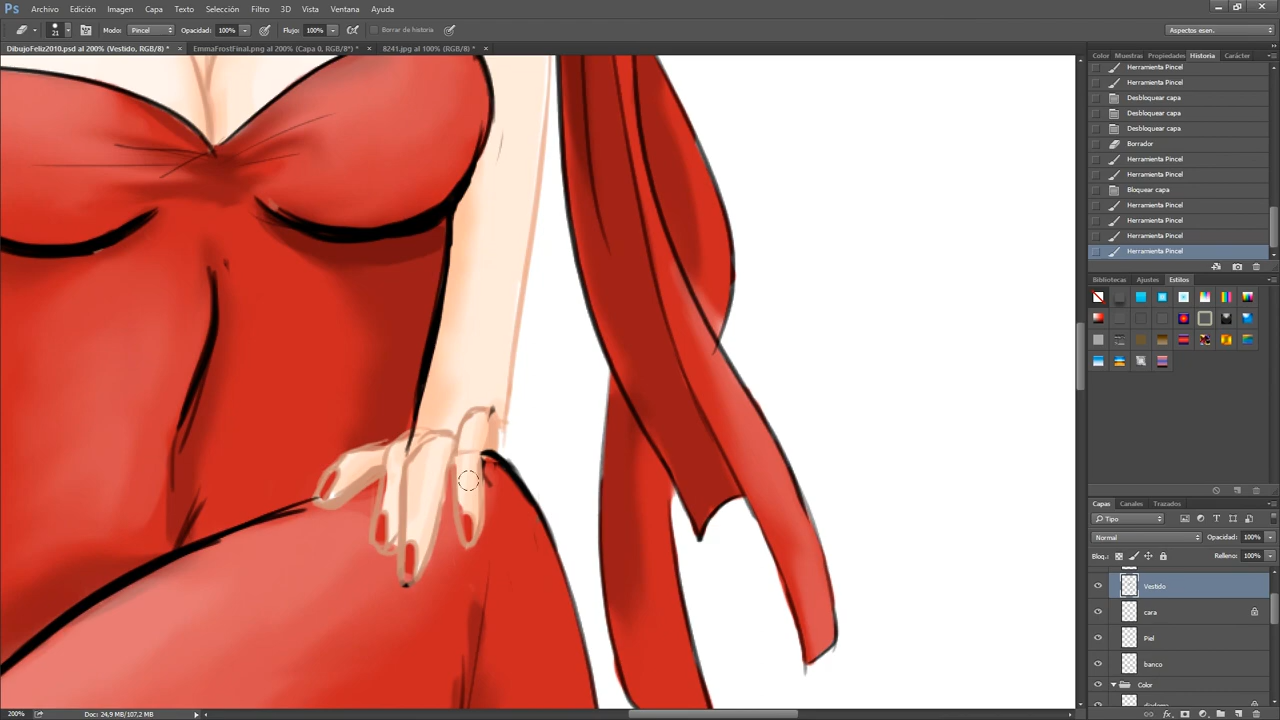 Ps Archivo Edición Imagen Capa Texto Selección Filtro 3D Vista Ventana Ayuda
21 Modo: Pincel Opacidad: 100% Flujo: 100% Borrar de historia Aspectos esen.
DibujoFeliz2010.psd al 200% (Vestido, RGB/8) * × EmmaFrostFinal.png al 200% (Capa 0, RGB/8*) * × 8241.jpg al 100% (RGB/8) * ×
Color Muestras Propiedades Historia Carácter
Herramienta Pincel
Herramienta Pincel
Desbloquear capa
Desbloquear capa
Desbloquear capa
Borrador
Herramienta Pincel
Herramienta Pincel
Bloquear capa
Herramienta Pincel
Herramienta Pincel
Herramienta Pincel
Herramienta Pincel
Bibliotecas Ajustes Estilos
Capas Canales Trazados
Tipo
Normal Opacidad: 100%
Bloq.: Relleno: 100%
Vestido
cara
Piel
banco
Color
200% Doc: 24,9 MB/107,2 MB